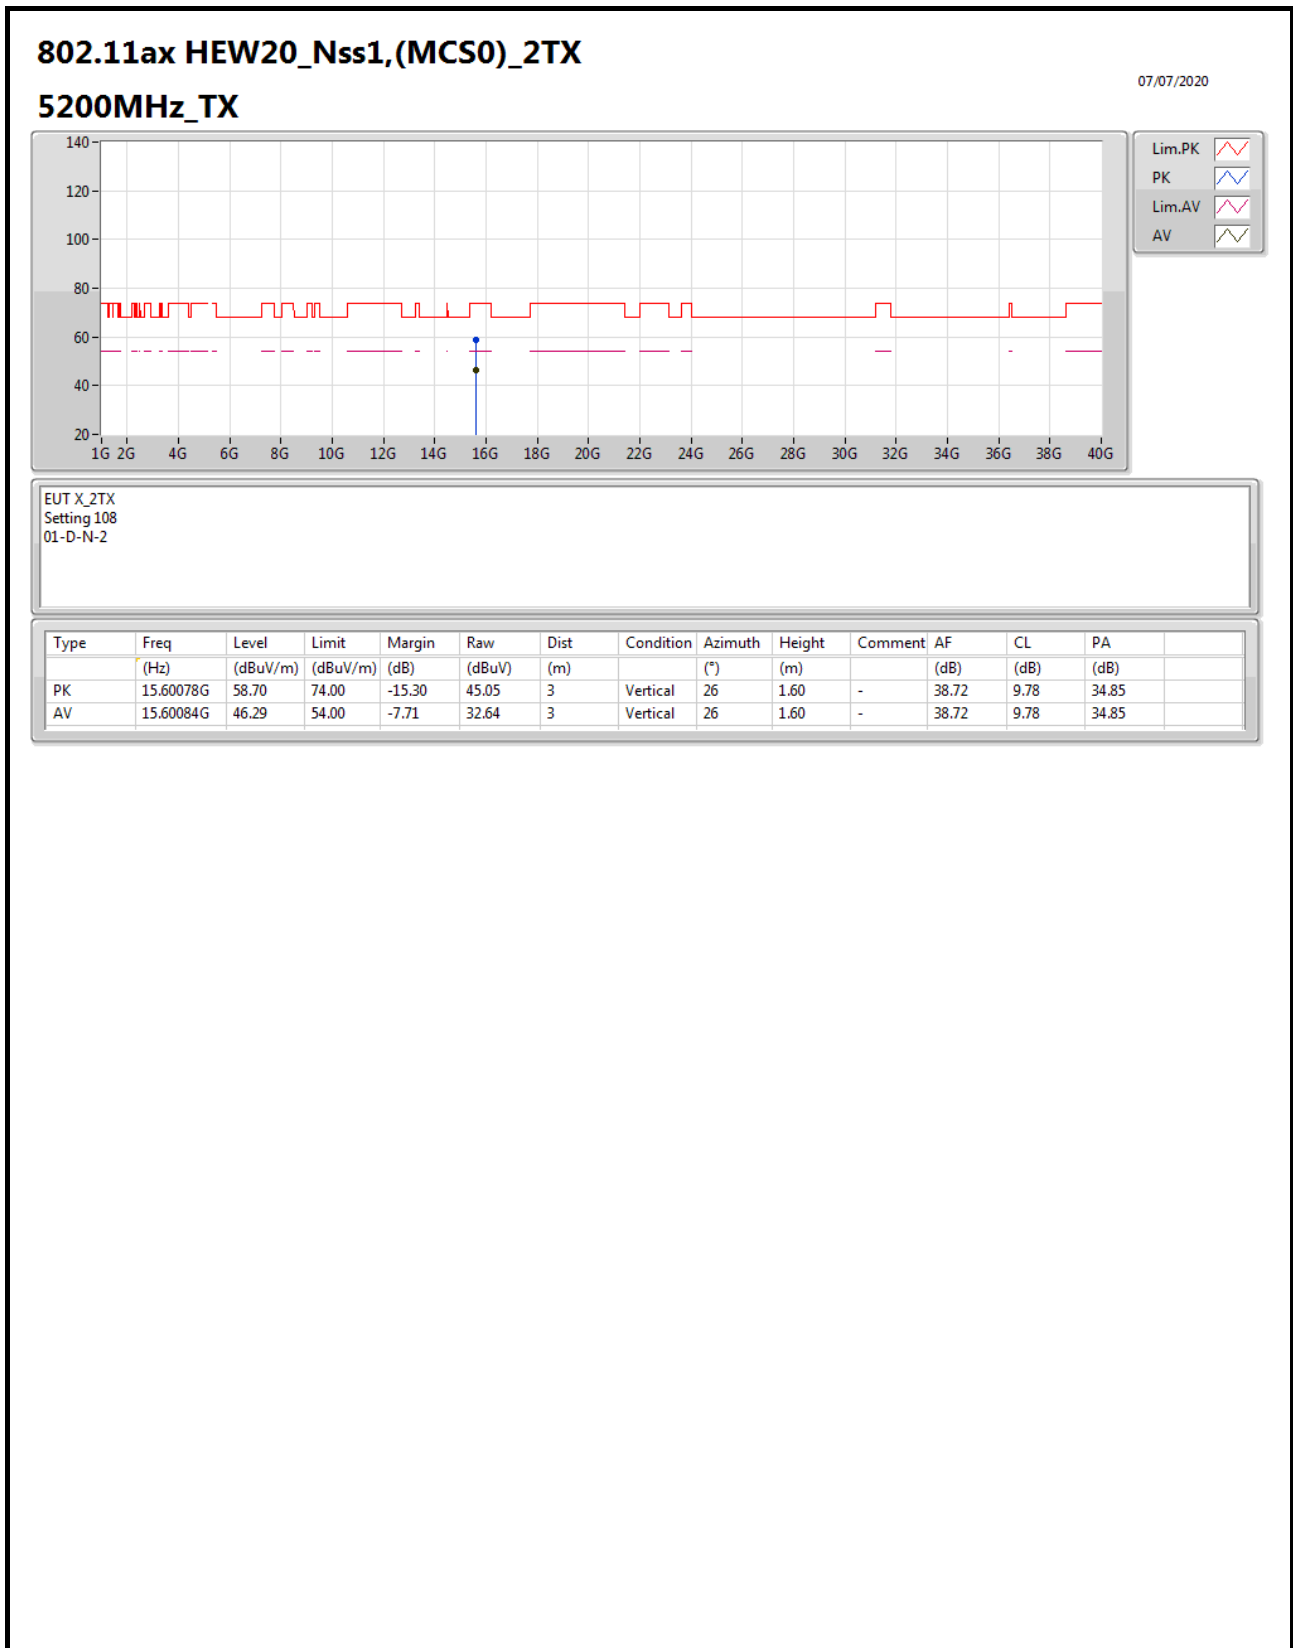 802.11ax HEW20_Nss1,(MCS0)_2TX
07/07/2020
5200MHz_TX
140
120
100
80
60
40
20
1G 2G 4G 6G 8G 10G 12G 14G 16G 18G 20G 22G 24G 26G 28G 30G 32G 34G 36G 38G 40G
Lim.PK
PK
Lim.AV
AV
EUT X_2TX
Setting 108
01-D-N-2
Type Freq Level Limit Margin Raw Dist Condition Azimuth Height Comment AF CL PA
(Hz) (dBuV/m) (dBuV/m) (dB) (dBuV) (m) (°) (m) (dB) (dB) (dB)
PK 15.60078G 58.70 74.00 -15.30 45.05 3 Vertical 26 1.60 - 38.72 9.78 34.85
AV 15.60084G 46.29 54.00 -7.71 32.64 3 Vertical 26 1.60 - 38.72 9.78 34.85